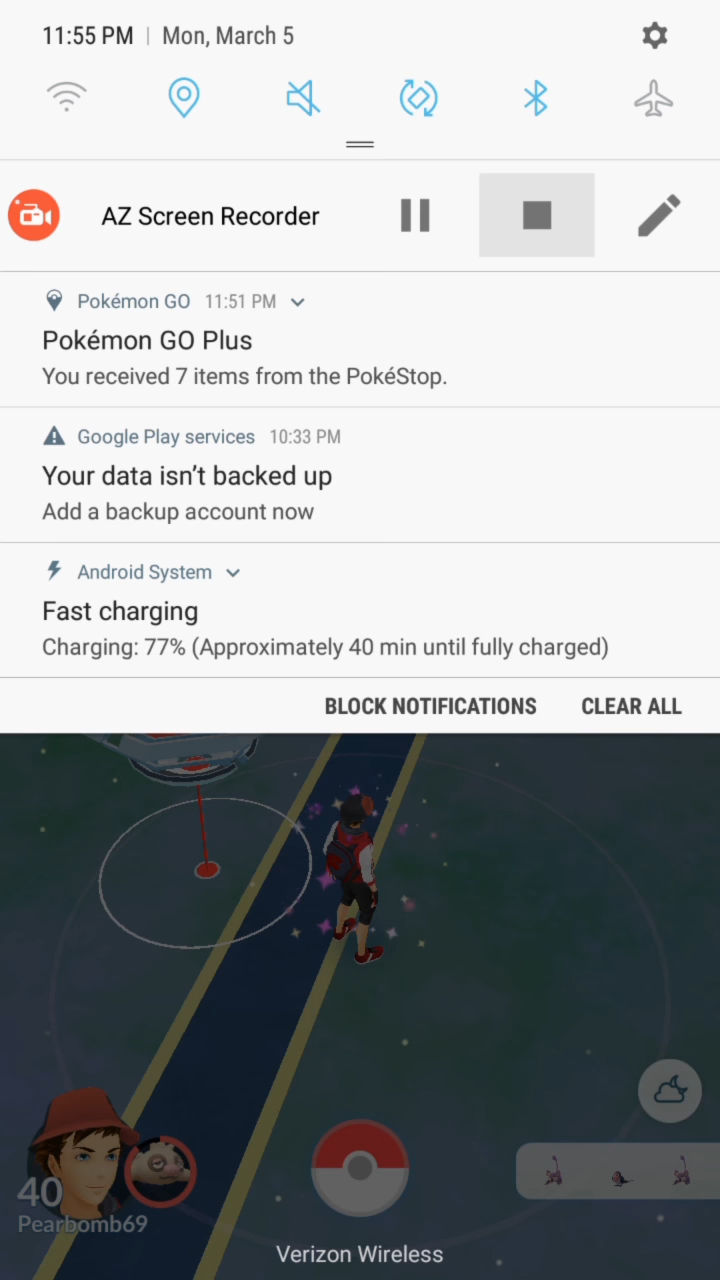 11:55 PM | Mon, March 5
AZ Screen Recorder
Pokémon GO 11:51 PM
Pokémon GO Plus
You received 7 items from the PokéStop.
Google Play services 10:33 PM
Your data isn't backed up
Add a backup account now
Android System
Fast charging
Charging: 77% (Approximately 40 min until fully charged)
BLOCK NOTIFICATIONS CLEAR ALL
40
Pearbomb69
Verizon Wireless